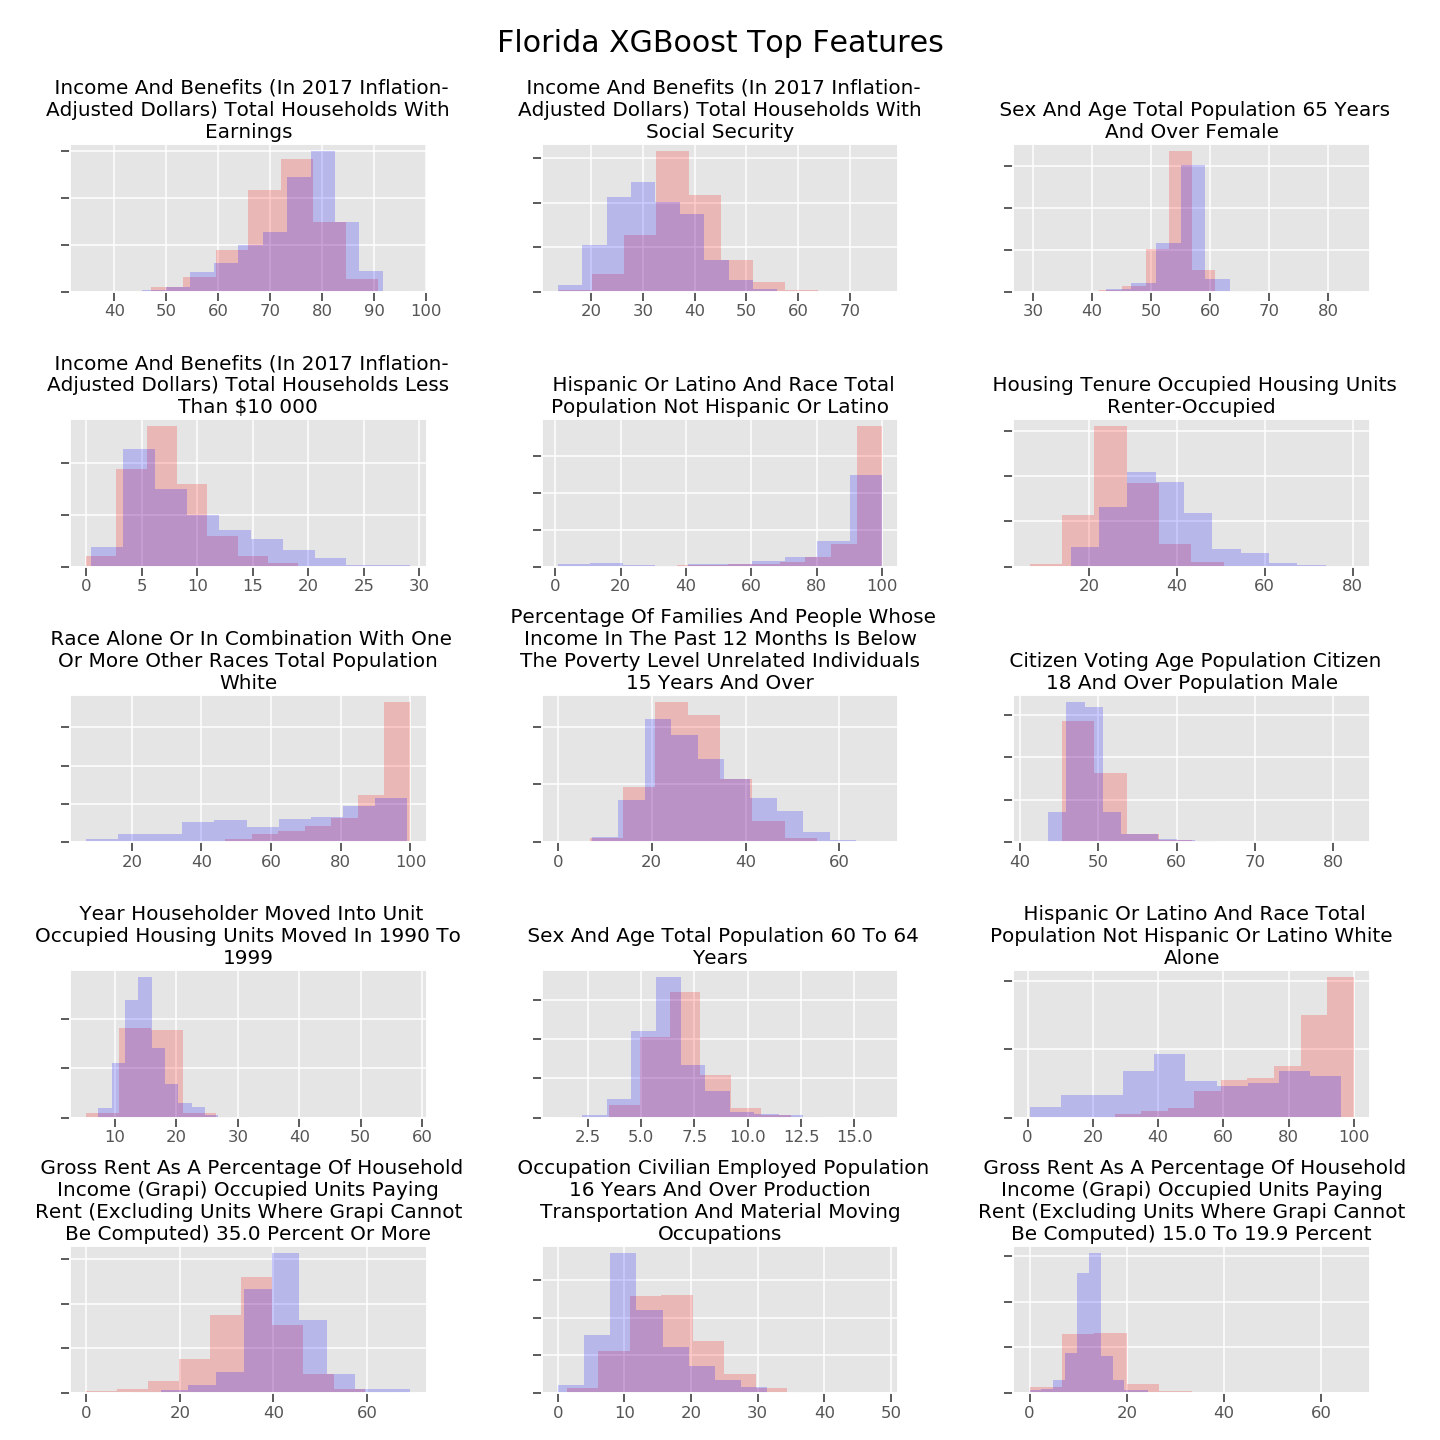 Florida XGBoost Top Features
Income And Benefits (In 2017 Inflation-
Adjusted Dollars) Total Households With
Earnings
40 50 60 70 80 90 100
Income And Benefits (In 2017 Inflation-
Adjusted Dollars) Total Households With
Social Security
20 30 40 50 60 70
Sex And Age Total Population 65 Years
And Over Female
30 40 50 60 70 80
Income And Benefits (In 2017 Inflation-
Adjusted Dollars) Total Households Less
Than $10 000
0 5 10 15 20 25 30
Hispanic Or Latino And Race Total
Population Not Hispanic Or Latino
0 20 40 60 80 100
Housing Tenure Occupied Housing Units
Renter-Occupied
20 40 60 80
Race Alone Or In Combination With One
Or More Other Races Total Population
White
20 40 60 80 100
Percentage Of Families And People Whose
Income In The Past 12 Months Is Below
The Poverty Level Unrelated Individuals
15 Years And Over
0 20 40 60
Citizen Voting Age Population Citizen
18 And Over Population Male
40 50 60 70 80
Year Householder Moved Into Unit
Occupied Housing Units Moved In 1990 To
1999
10 20 30 40 50 60
Sex And Age Total Population 60 To 64
Years
2.5 5.0 7.5 10.0 12.5 15.0
Hispanic Or Latino And Race Total
Population Not Hispanic Or Latino White
Alone
0 20 40 60 80 100
Gross Rent As A Percentage Of Household
Income (Grapi) Occupied Units Paying
Rent (Excluding Units Where Grapi Cannot
Be Computed) 35.0 Percent Or More
0 20 40 60
Occupation Civilian Employed Population
16 Years And Over Production
Transportation And Material Moving
Occupations
0 10 20 30 40 50
Gross Rent As A Percentage Of Household
Income (Grapi) Occupied Units Paying
Rent (Excluding Units Where Grapi Cannot
Be Computed) 15.0 To 19.9 Percent
0 20 40 60